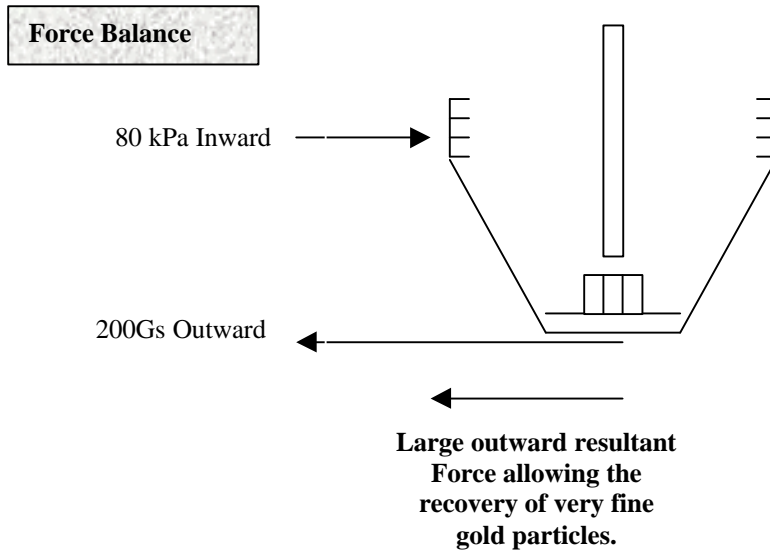 Force Balance
80 kPa Inward
200Gs Outward
Large outward resultant
Force allowing the
recovery of very fine
gold particles.